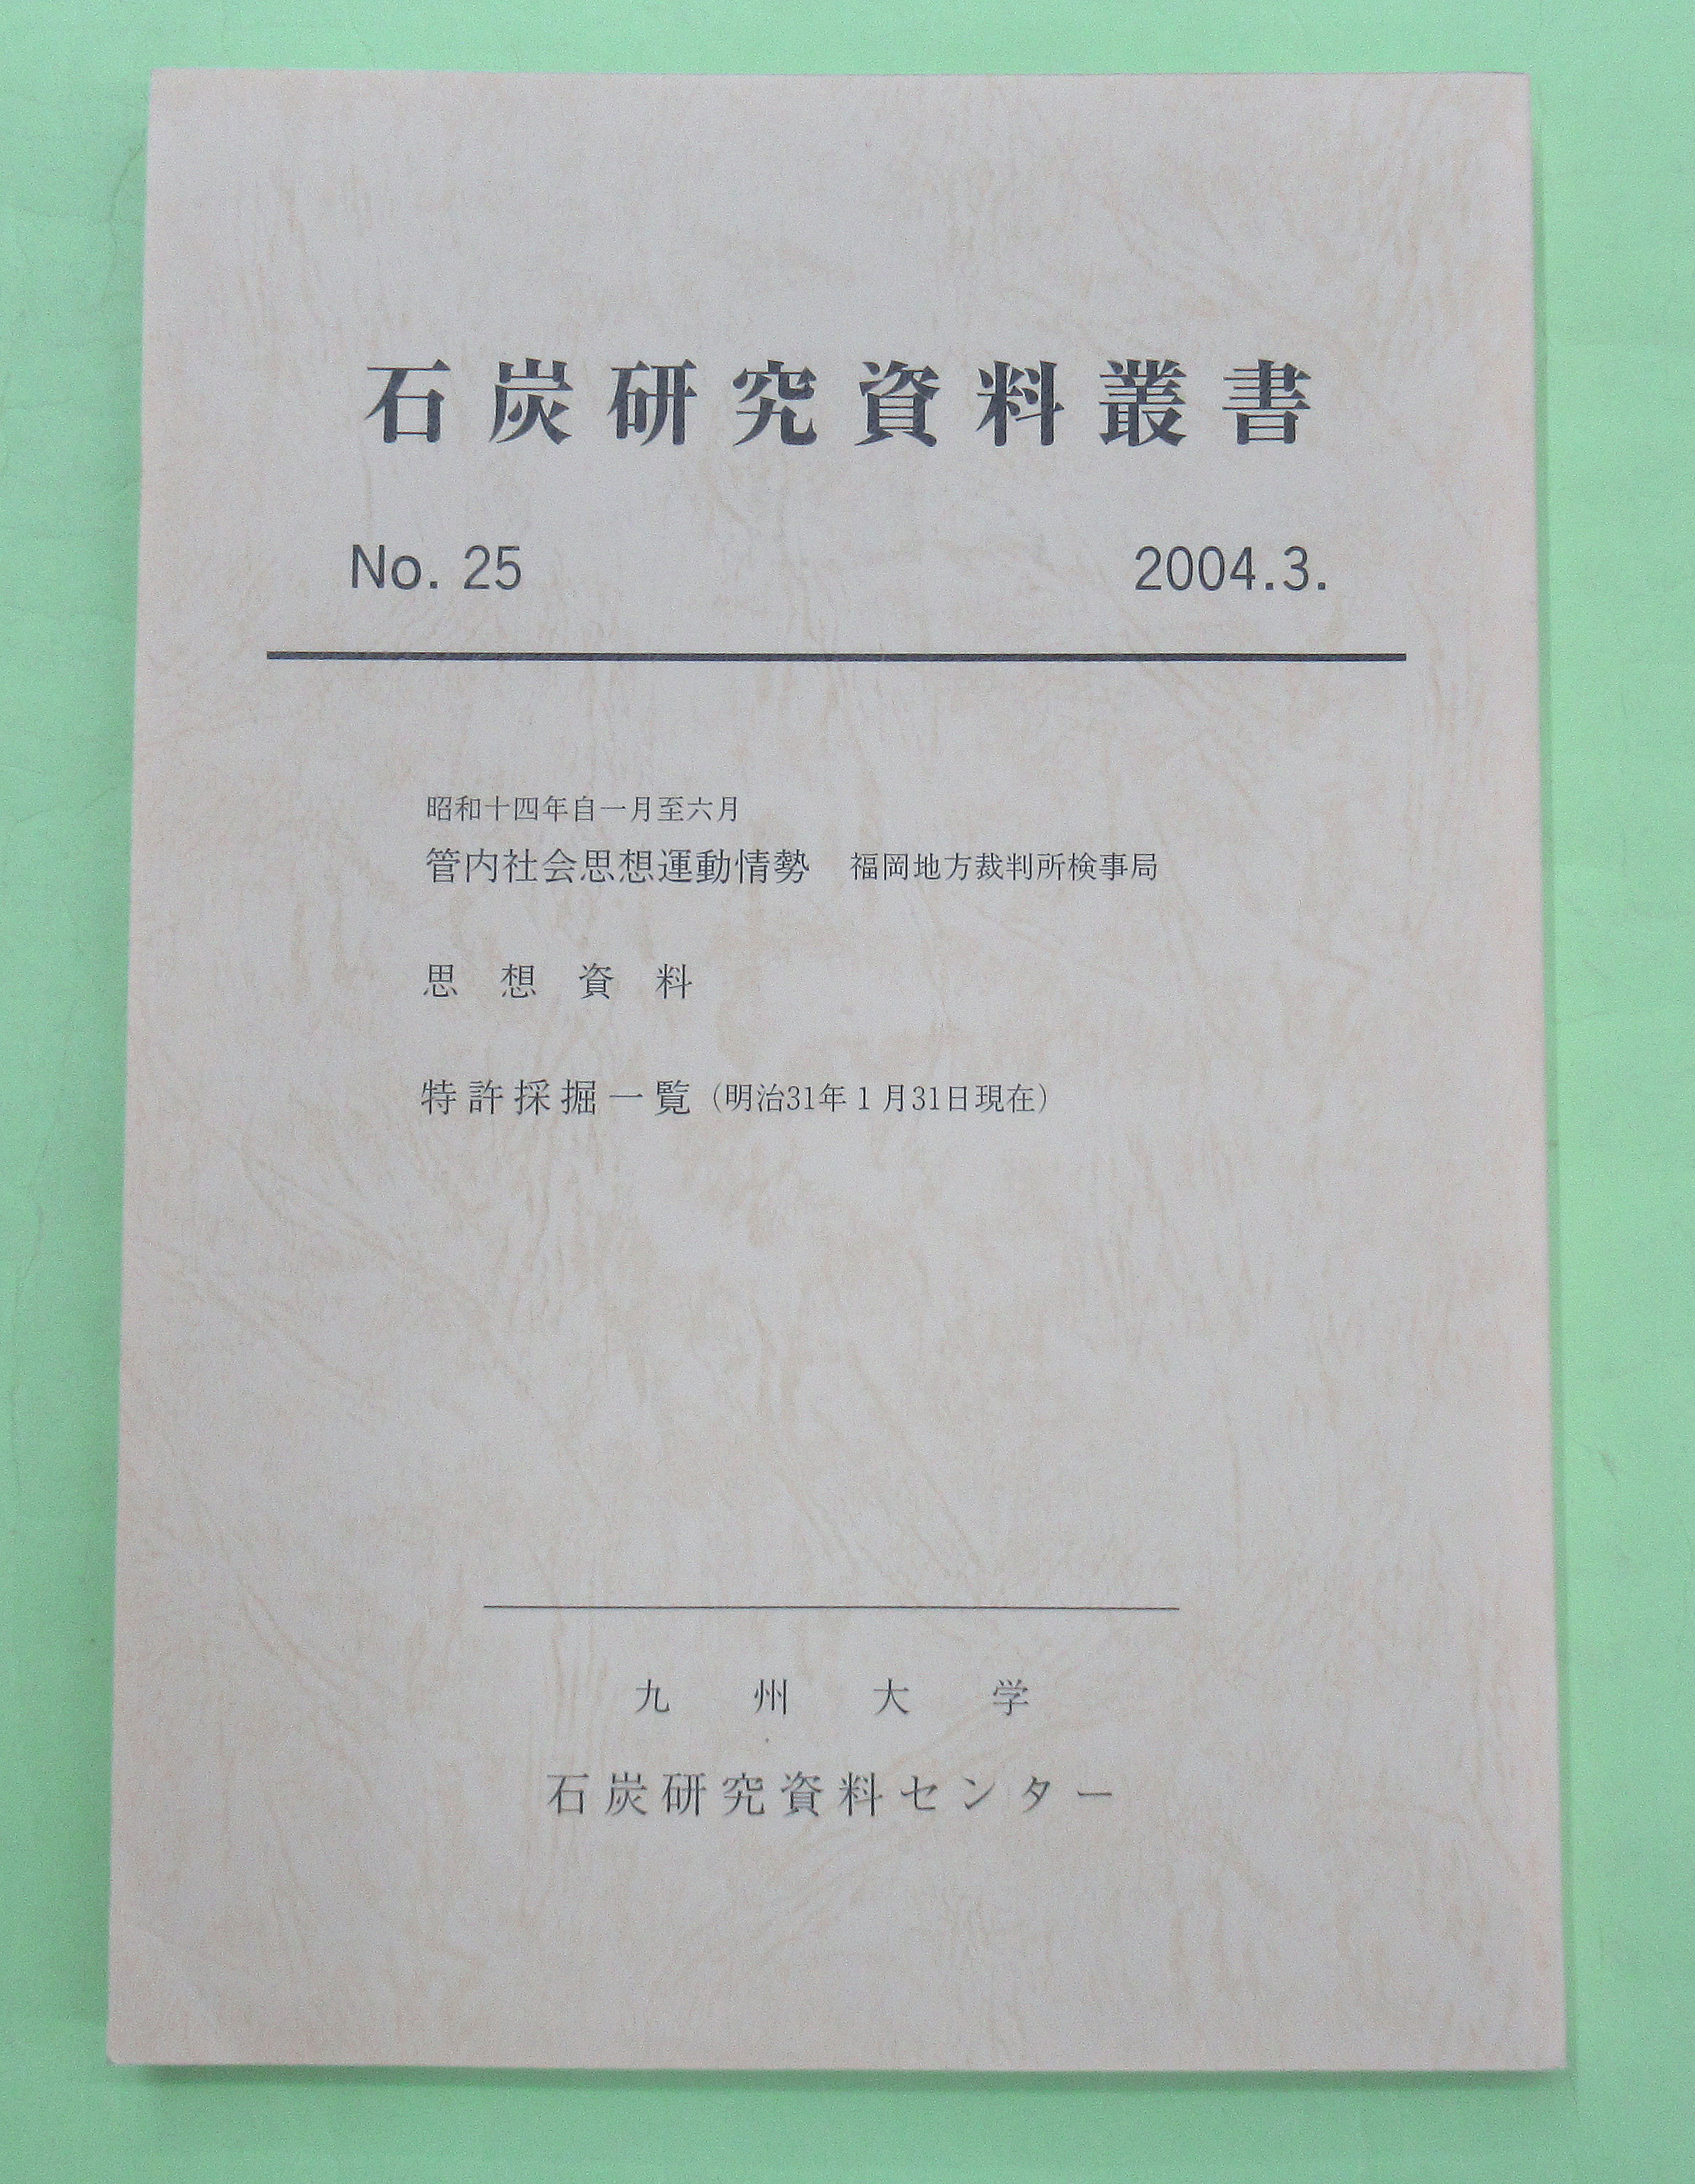 石炭研究資料叢書
No. 25 2004.3.
昭和十四年自一月至六月
管内社会思想運動情勢 福岡地方裁判所検事局
思想資料
特許採掘一覧（明治31年1月31日現在）
九州大学
石炭研究資料センター